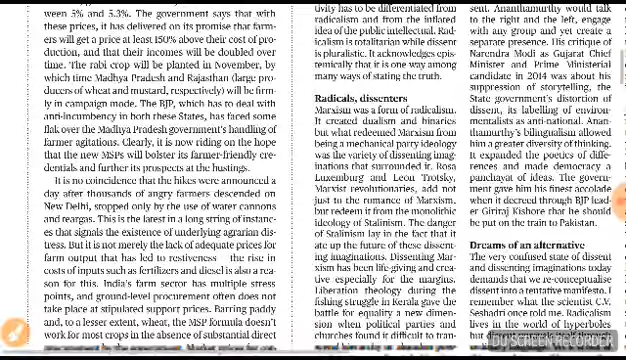 ween 5% and 5.3%. The government says that with
these prices, it has delivered on its promise that farm-
ers will get a price at least 150% above their cost of pro-
duction, and that their incomes will be doubled over
time. The rabi crop will be planted in November, by
which time Madhya Pradesh and Rajasthan (large pro-
ducers of wheat and mustard, respectively) will be firm-
ly in campaign mode. The BJP, which has to deal with
anti-incumbency in both these States, has faced some
flak over the Madhya Pradesh government's handling of
farmer agitations. Clearly, it is now riding on the hope
that the new MSPs will bolster its farmer-friendly cre-
dentials and further its prospects at the hustings.
It is no coincidence that the hikes were announced a
day after thousands of angry farmers descended on
New Delhi, stopped only by the use of water cannons
and teargas. This is the latest in a long string of instanc-
es that signals the existence of underlying agrarian dis-
tress. But it is not merely the lack of adequate prices for
farm output that has led to restiveness — the rise in
costs of inputs such as fertilizers and diesel is also a rea-
son for this. India's farm sector has multiple stress
points, and ground-level procurement often does not
take place at stipulated support prices. Barring paddy
and, to a lesser extent, wheat, the MSP formula doesn't
work for most crops in the absence of substantial direct
tivity has to be differentiated from
radicalism and from the inflated
idea of the public intellectual. Rad-
icalism is totalitarian while dissent
is pluralistic. It acknowledges epis-
temically that it is one way among
many ways of stating the truth.
Radicals, dissenters
Marxism was a form of radicalism.
It created dualism and binaries
but what redeemed Marxism from
being a mechanical party ideology
was the variety of dissenting imag-
inations that surrounded it. Rosa
Luxemburg and Leon Trotsky,
Marxist revolutionaries, add not
just to the romance of Marxism,
but redeem it from the monolithic
ideology of Stalinism. The danger
of Stalinism lay in the fact that it
ate up the future of these dissent-
ing imaginations. Dissenting Mar-
xism has been life-giving and crea-
tive especially for the margins.
Liberation theology during the
fishing struggle in Kerala gave the
battle for equality a new dimen-
sion when political parties and
churches found it difficult to tran-
sent. Ananthamurthy would talk
to the right and the left, engage
with any group and yet create a
separate presence. His critique of
Narendra Modi as Gujarat Chief
Minister and Prime Ministerial
candidate in 2014 was about his
suppression of storytelling, the
State government's distortion of
dissent, its labelling of environ-
mentalists as anti-national. Anan-
thamurthy's bilingualism allowed
him a greater diversity of thinking.
It expanded the poetics of diffe-
rences and made democracy a
panchayat of ideas. The govern-
ment gave him his finest accolade
when it decreed through BJP lead-
er Giriraj Kishore that he should
be put on the train to Pakistan.
Dreams of an alternative
The very confused state of dissent
and dissenting imaginations today
demands that we re-conceptualise
dissent into a tentative manifesto. I
remember what the scientist C.V.
Seshadri once told me. Radicalism
lives in the world of hyperboles